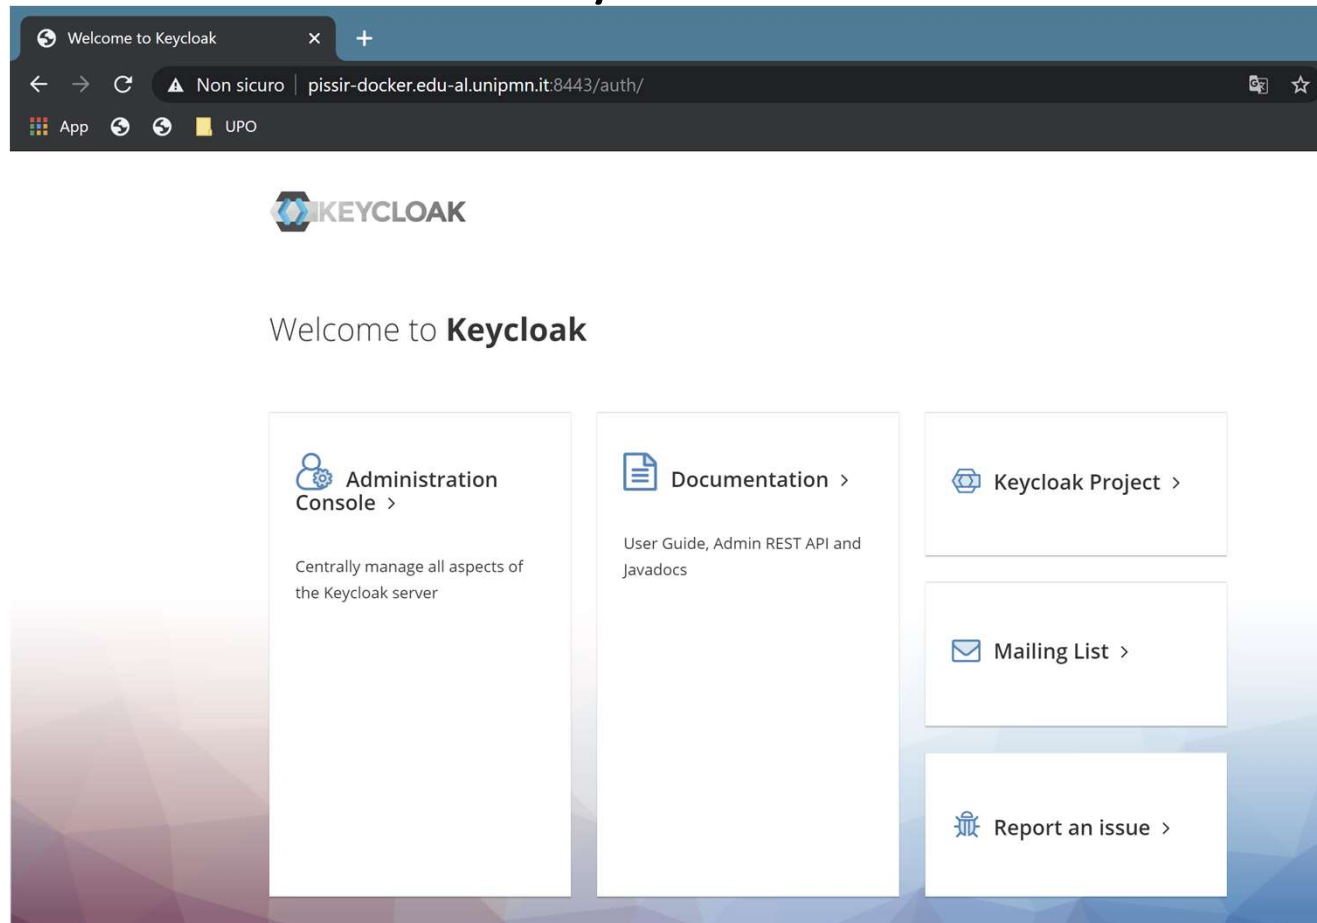 Welcome to Keycloak
Non sicuro | pissir-docker.edu-al.unipmn.it:8443/auth/
App
UPO
KEYCLOAK
Welcome to Keycloak
Administration
Console >
Centrally manage all aspects of
the Keycloak server
Documentation >
User Guide, Admin REST API and
Javadocs
Keycloak Project >
Mailing List >
Report an issue >